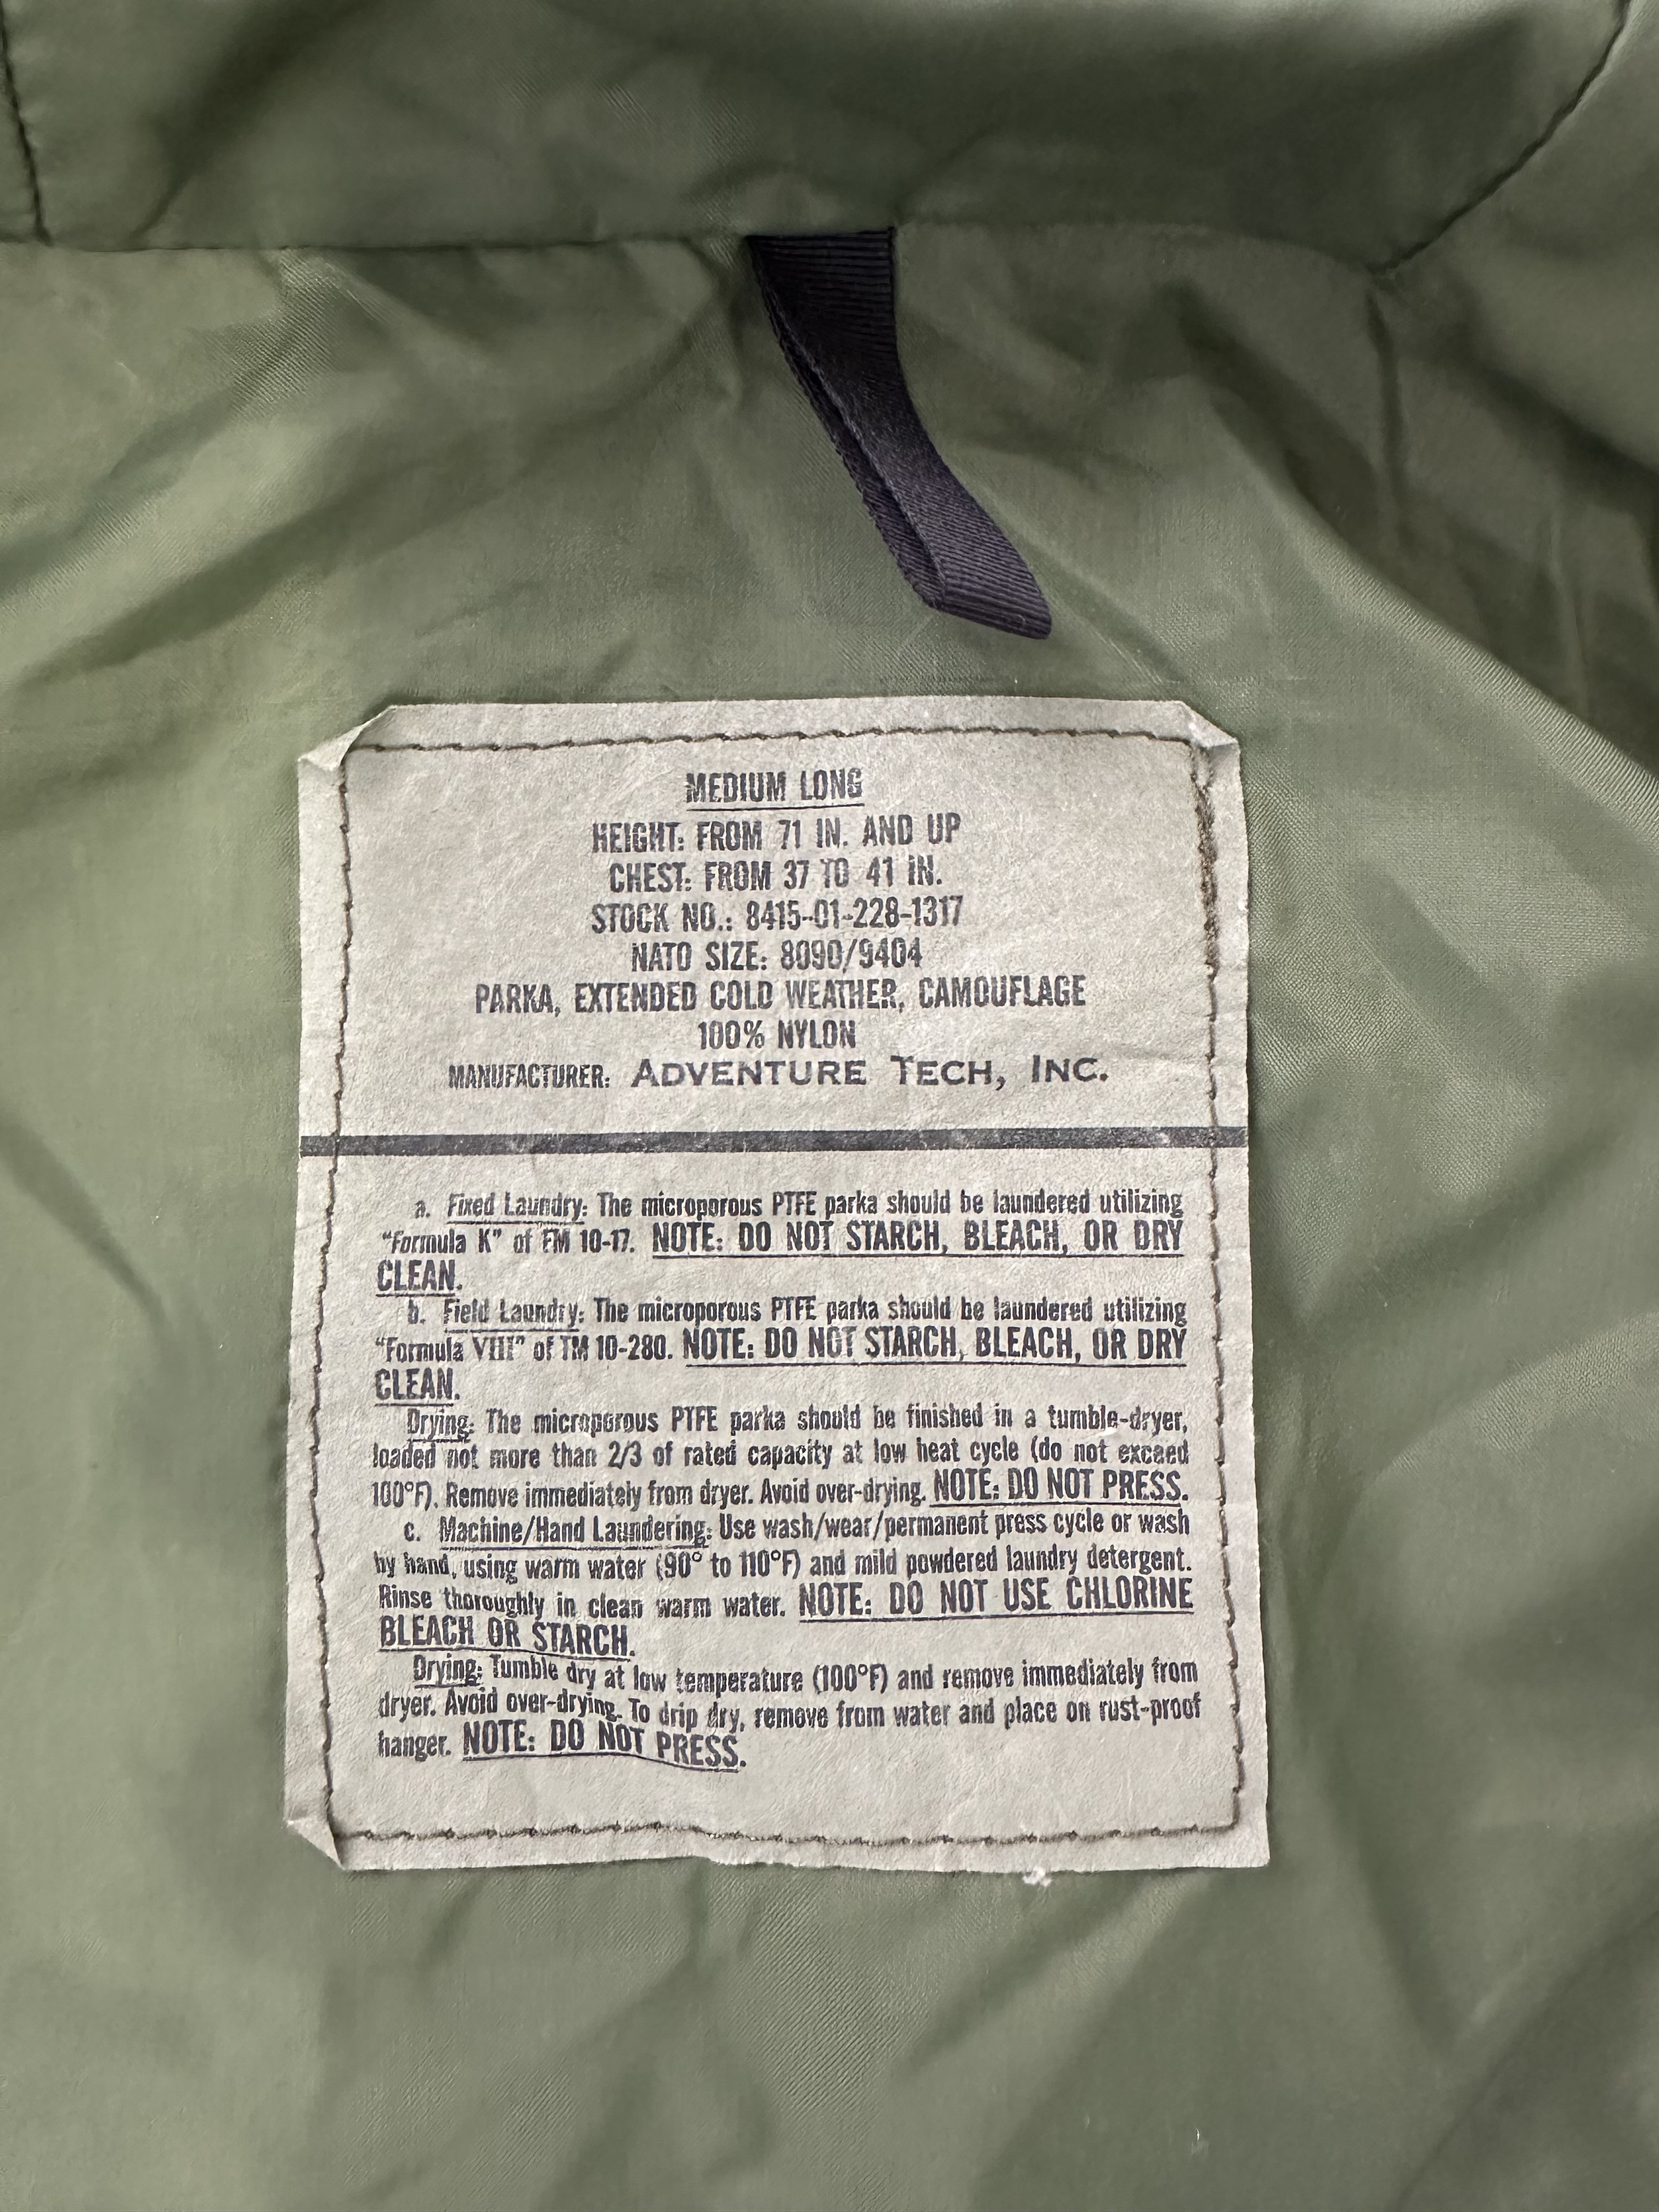 MEDIUM LONG
HEIGHT: FROM 71 IN. AND UP
CHEST: FROM 37 TO 41 IN.
STOCK NO.: 8415-01-228-1317
NATO SIZE: 8090/9404
PARKA, EXTENDED COLD WEATHER, CAMOUFLAGE
100% NYLON
MANUFACTURER: ADVENTURE TECH, INC.
a. Fixed Laundry: The microporous PTFE parka should be laundered utilizing
"Formula K" of FM 10-17. NOTE: DO NOT STARCH, BLEACH, OR DRY
CLEAN.
b. Field Laundry: The microporous PTFE parka should be laundered utilizing
"Formula VIII" of TM 10-280. NOTE: DO NOT STARCH, BLEACH, OR DRY
CLEAN.
Drying: The microporous PTFE parka should be finished in a tumble-dryer,
loaded not more than 2/3 of rated capacity at low heat cycle (do not exceed
100°F). Remove immediately from dryer. Avoid over-drying. NOTE: DO NOT PRESS.
c. Machine/Hand Laundering: Use wash/wear/permanent press cycle or wash
by hand, using warm water (90° to 110°F) and mild powdered laundry detergent.
Rinse thoroughly in clean warm water. NOTE: DO NOT USE CHLORINE
BLEACH OR STARCH.
Drying: Tumble dry at low temperature (100°F) and remove immediately from
dryer. Avoid over-drying. To drip dry, remove from water and place on rust-proof
hanger. NOTE: DO NOT PRESS.